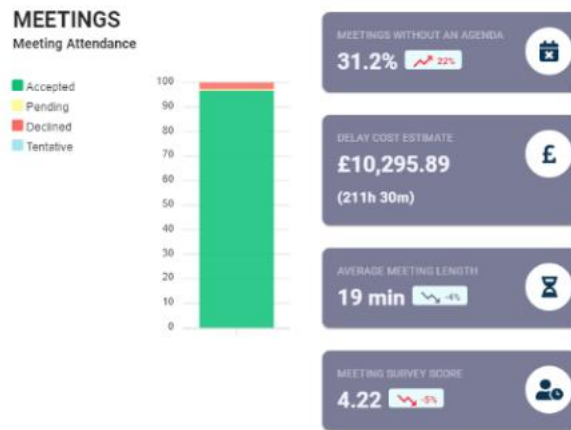 MEETINGS
Meeting Attendance
Accepted
Pending
Declined
Tentative
100
90
80
70
60
50
40
30
20
10
0
MEETINGS WITHOUT AN AGENDA
31.2% 22%
DELAY COST ESTIMATE
£10,295.89
(211h 30m)
£
AVERAGE MEETING LENGTH
19 min -4%
MEETING SURVEY SCORE
4.22 -5%